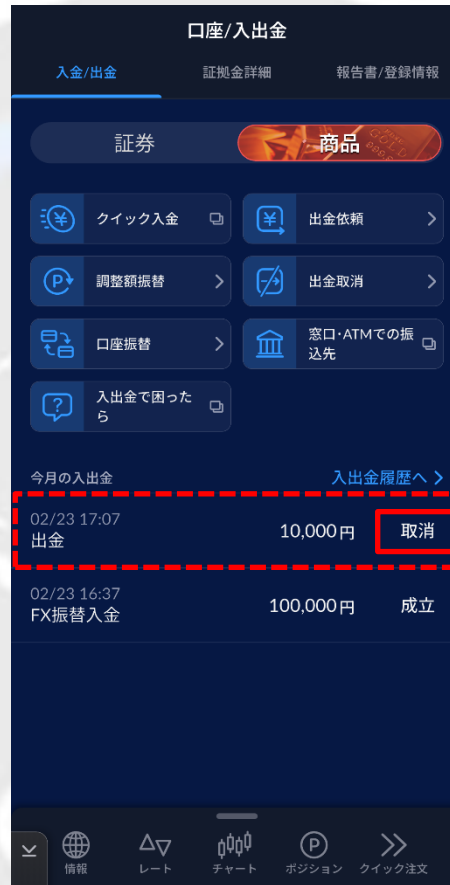 口座/入出金
入金/出金 証拠金詳細 報告書/登録情報
証券 商品
クイック入金 出金依頼
調整額振替 出金取消
口座振替 窓口・ATMでの振
込先
入出金で困った
ら
今月の入出金 入出金履歴へ
02/23 17:07
出金 10,000円 取消
02/23 16:37
FX振替入金 100,000円 成立
情報 レート チャート ポジション クイック注文